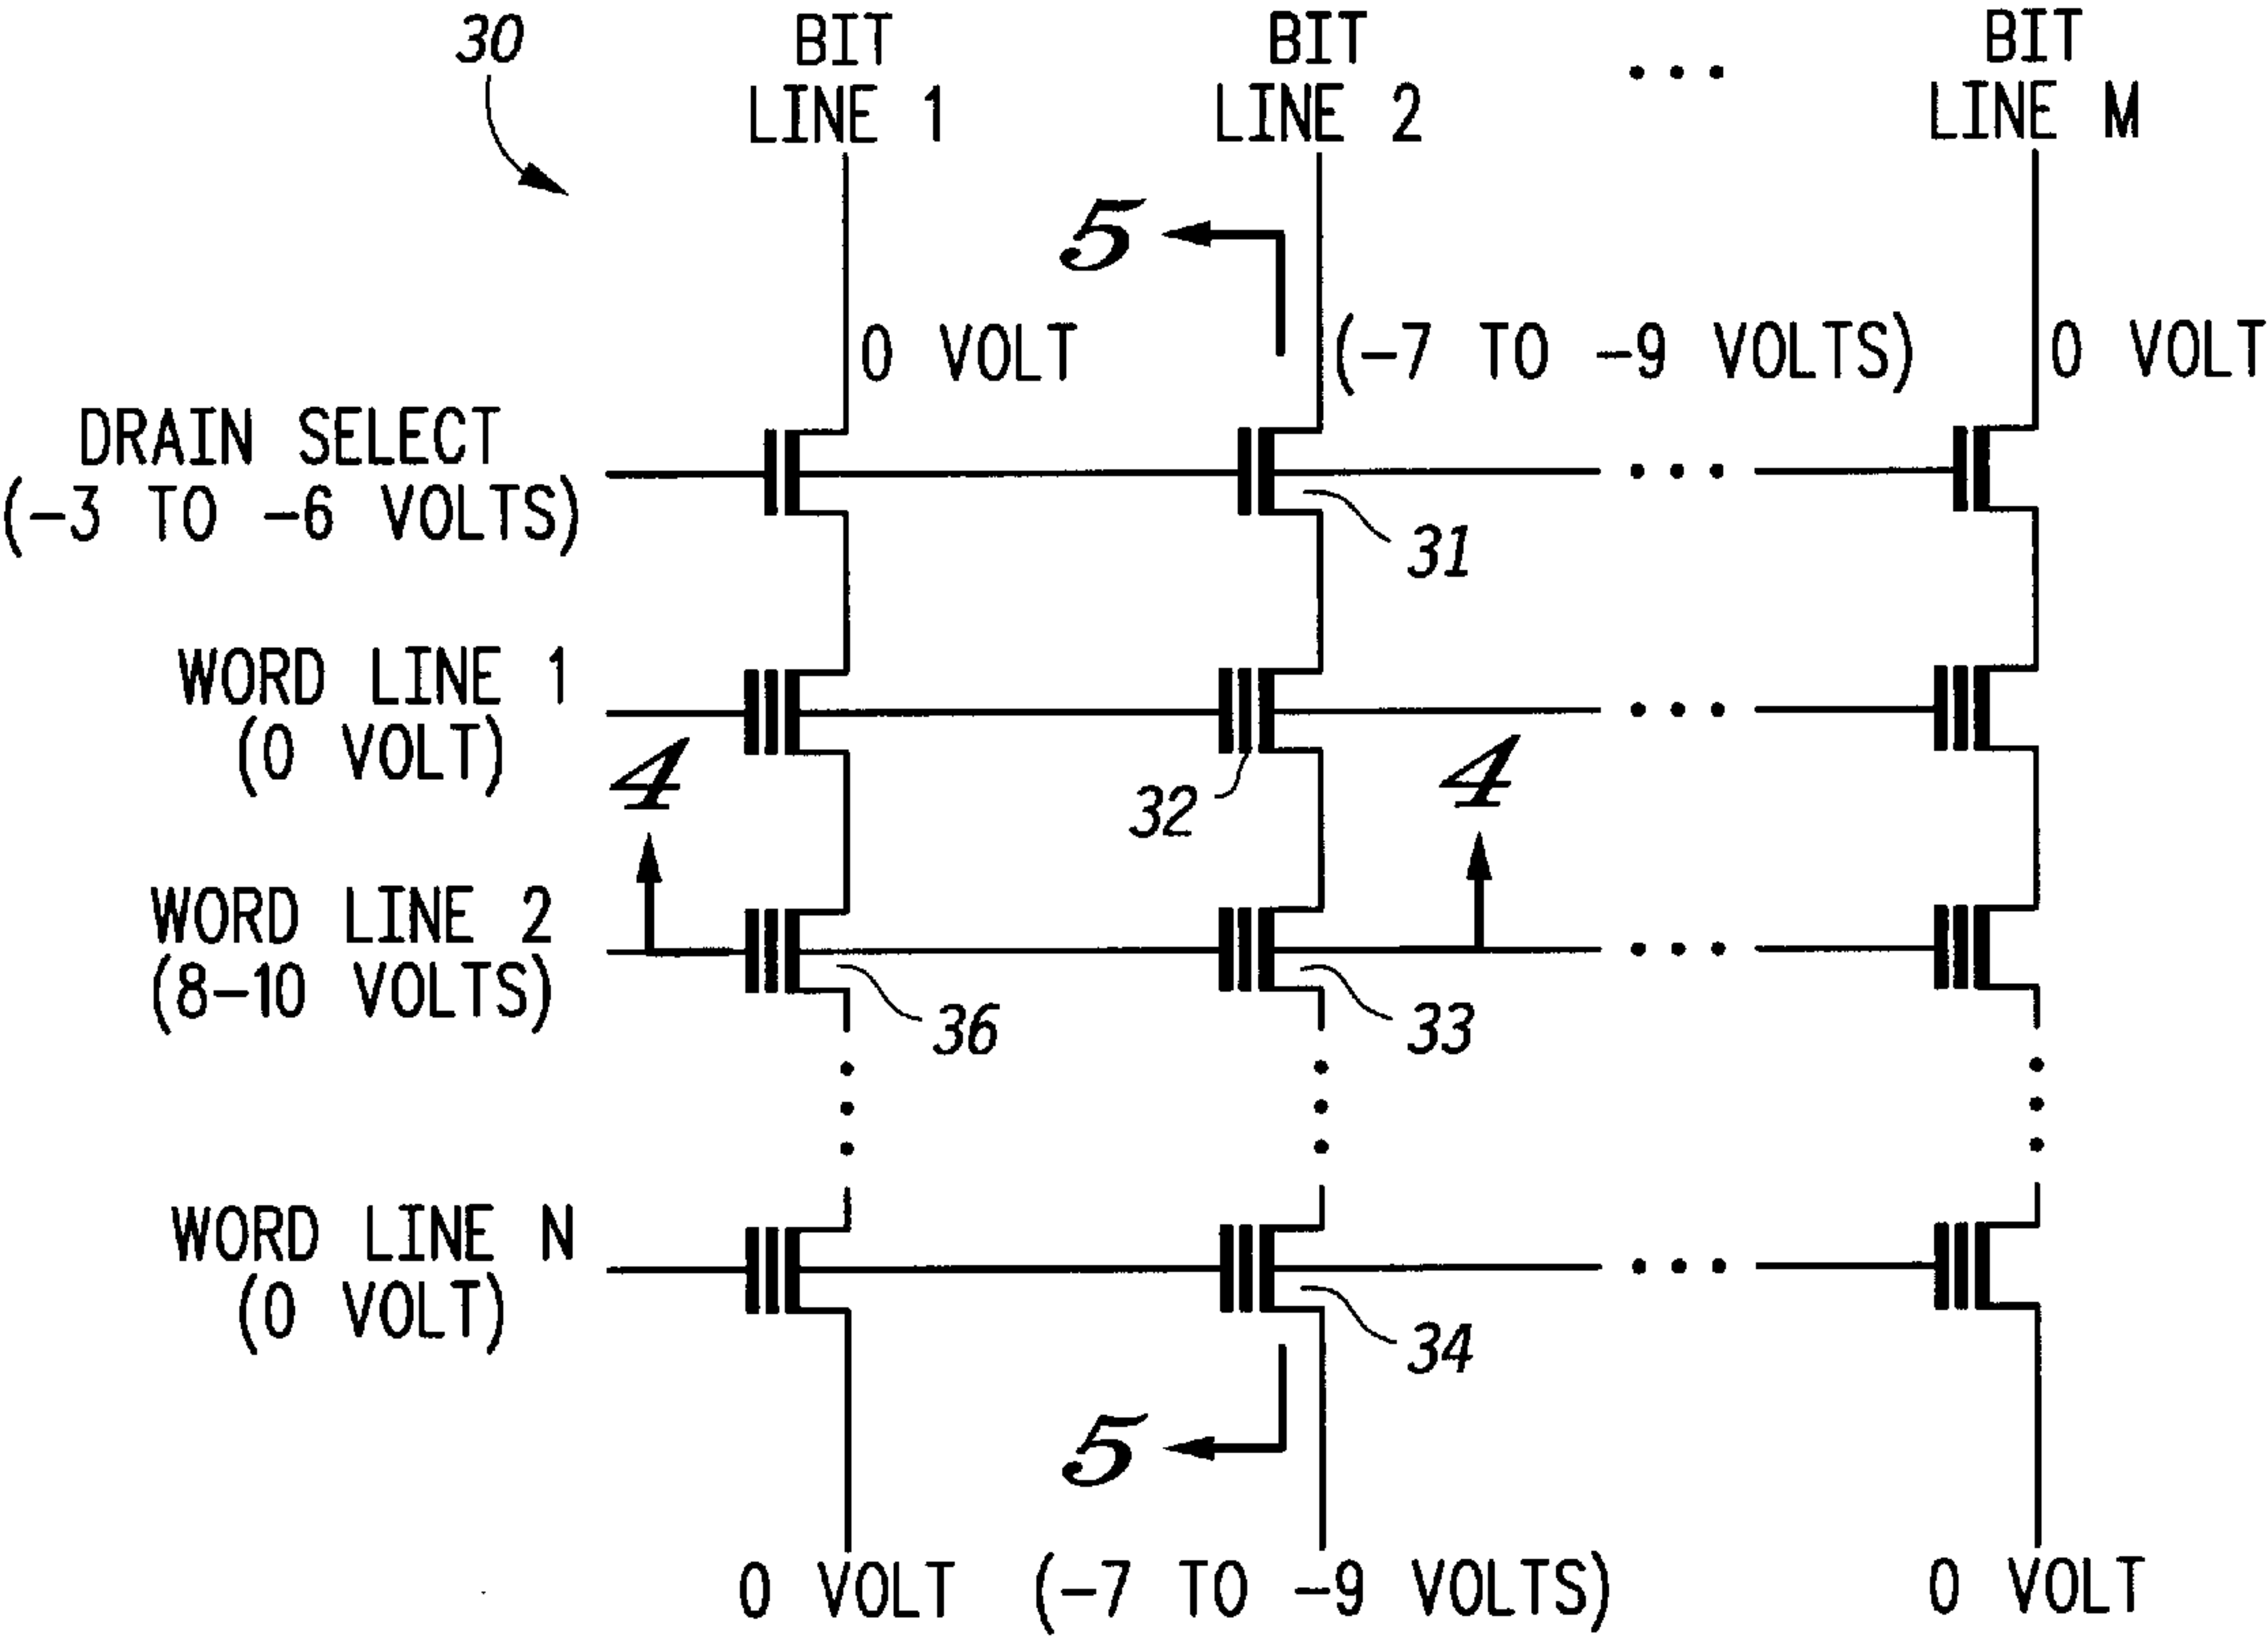 30
BIT
LINE 1
BIT
LINE 2
BIT
LINE M
5
0 VOLT
(-7 TO -9 VOLTS)
0 VOLT
DRAIN SELECT
(-3 TO -6 VOLTS)
31
WORD LINE 1
(0 VOLT)
4
32
4
WORD LINE 2
(8-10 VOLTS)
36
33
WORD LINE N
(0 VOLT)
34
5
0 VOLT
(-7 TO -9 VOLTS)
0 VOLT